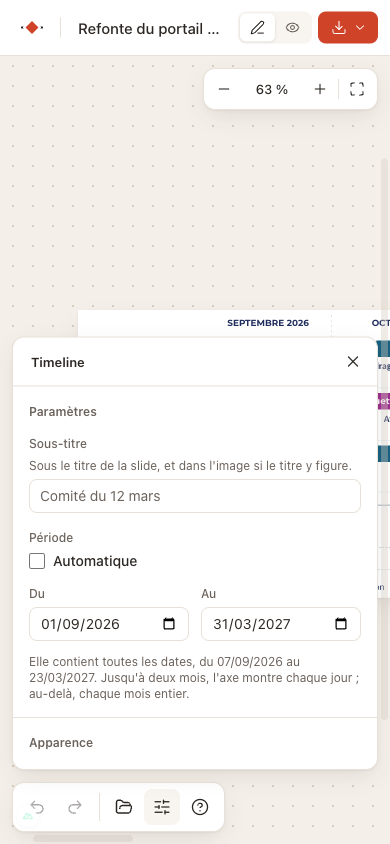 Refonte du portail ...
63 %
SEPTEMBRE 2026
OCT
Timeline
Paramètres
Sous-titre
Sous le titre de la slide, et dans l'image si le titre y figure.
Comité du 12 mars
Période
Automatique
Du
Au
01/09/2026
31/03/2027
Elle contient toutes les dates, du 07/09/2026 au
23/03/2027. Jusqu'à deux mois, l'axe montre chaque jour ;
au-delà, chaque mois entier.
Apparence